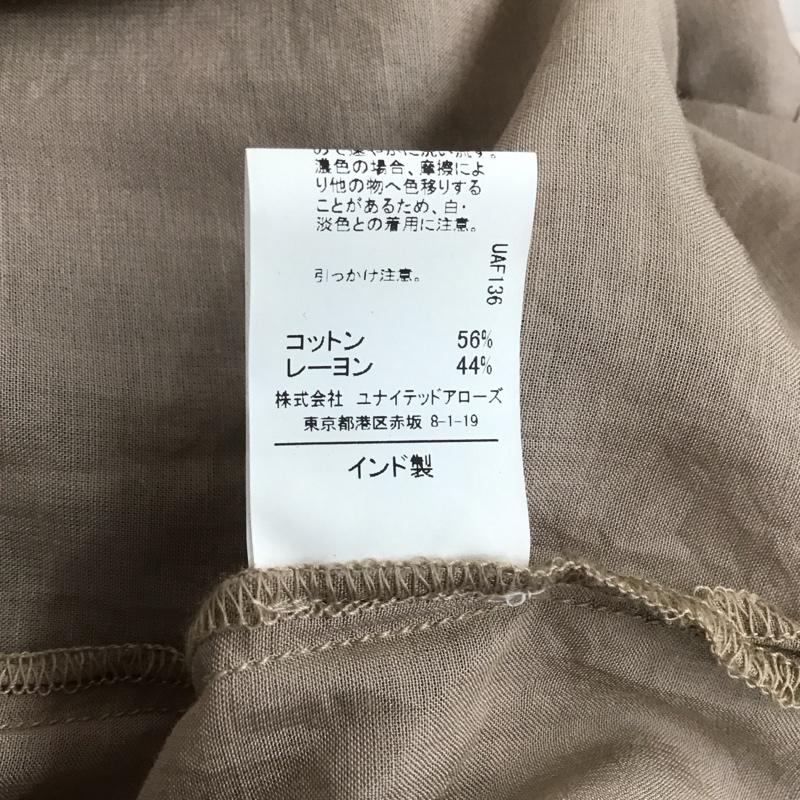 濃色の場合、摩擦によ
り他の物へ色移りする
ことがあるため、白・
淡色との着用に注意。
引っかけ注意。
UAF136
コットン 56%
レーヨン 44%
株式会社 ユナイテッドアローズ
東京都港区赤坂 8-1-19
インド製